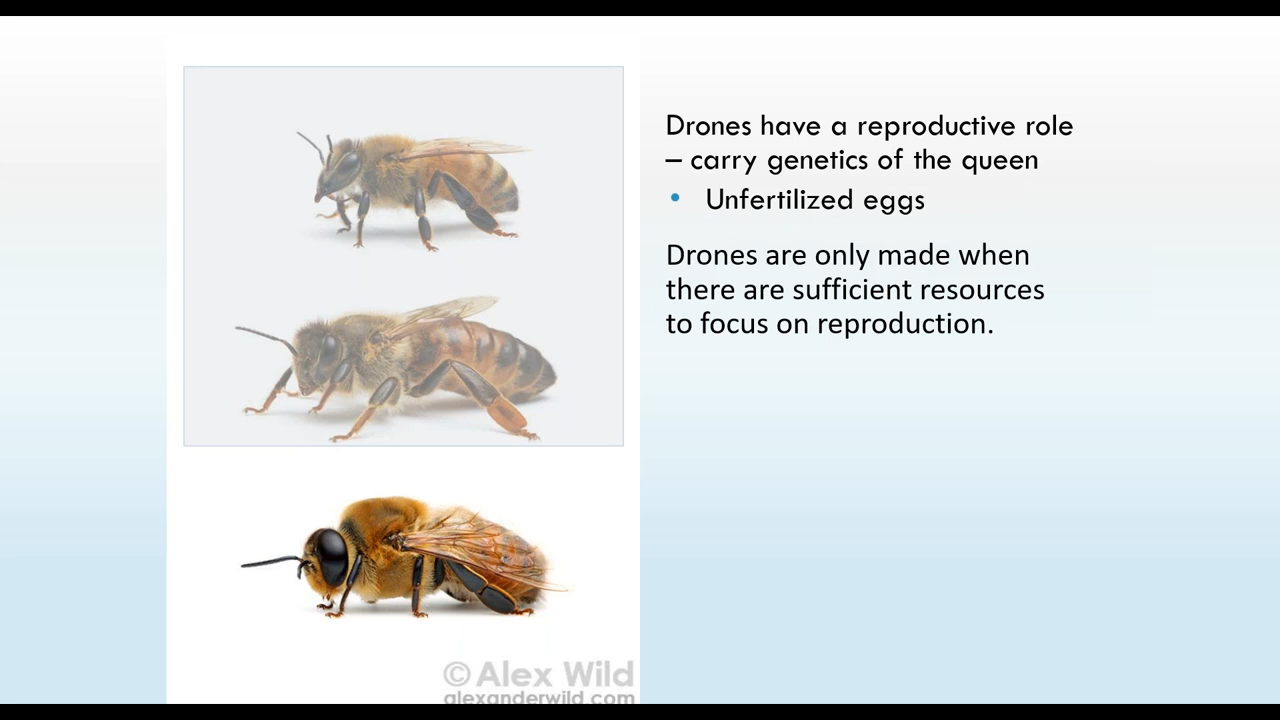 Drones have a reproductive role
– carry genetics of the queen
• Unfertilized eggs
Drones are only made when
there are sufficient resources
to focus on reproduction.
© Alex Wild
alexanderwild.com